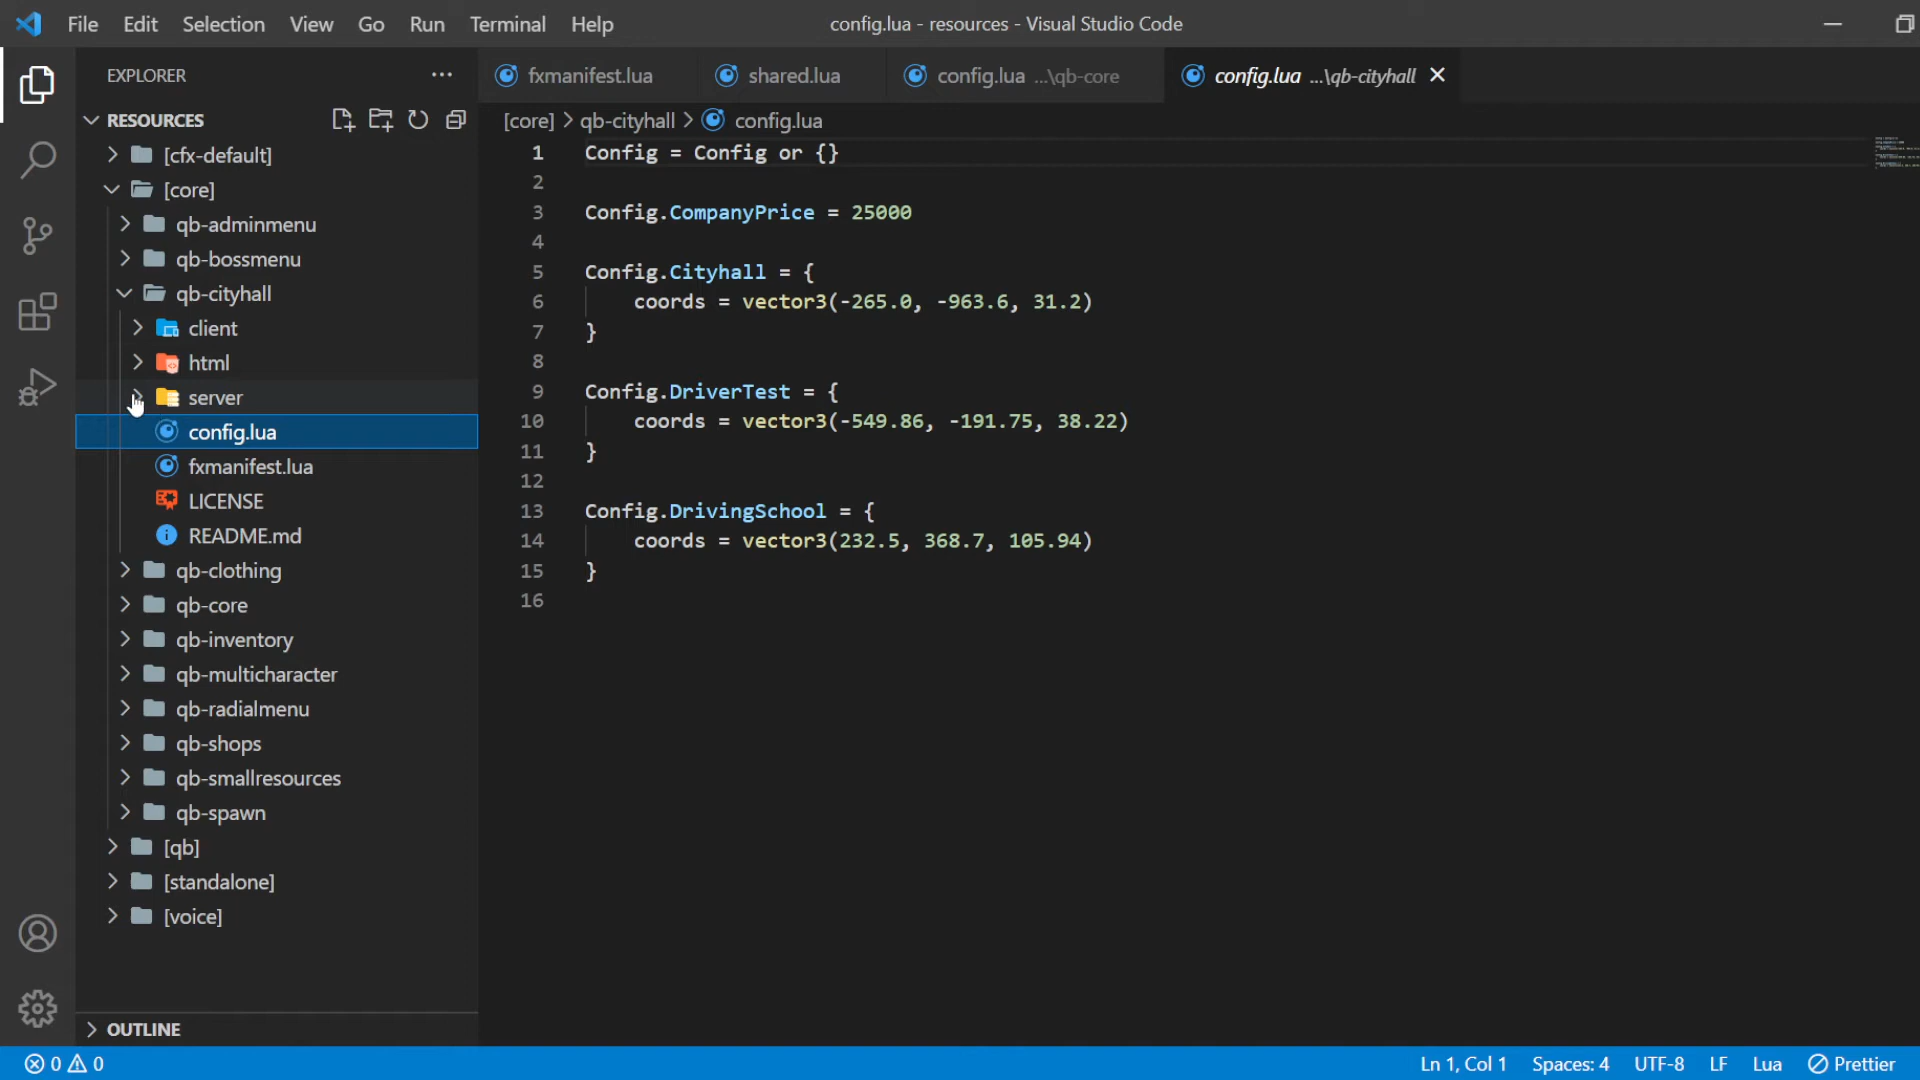 File Edit Selection View Go Run Terminal Help
config.lua - resources - Visual Studio Code
EXPLORER
fxmanifest.lua
shared.lua
config.lua ...\qb-core
config.lua ...\qb-cityhall
RESOURCES
[core] > qb-cityhall > config.lua
[cfx-default]
[core]
qb-adminmenu
qb-bossmenu
qb-cityhall
client
html
server
config.lua
fxmanifest.lua
LICENSE
README.md
qb-clothing
qb-core
qb-inventory
qb-multicharacter
qb-radialmenu
qb-shops
qb-smallresources
qb-spawn
[qb]
[standalone]
[voice]
OUTLINE
1 Config = Config or {}
2
3 Config.CompanyPrice = 25000
4
5 Config.Cityhall = {
6 coords = vector3(-265.0, -963.6, 31.2)
7 }
8
9 Config.DriverTest = {
10 coords = vector3(-549.86, -191.75, 38.22)
11 }
12
13 Config.DrivingSchool = {
14 coords = vector3(232.5, 368.7, 105.94)
15 }
16
0 0
Ln 1, Col 1 Spaces: 4 UTF-8 LF Lua Prettier